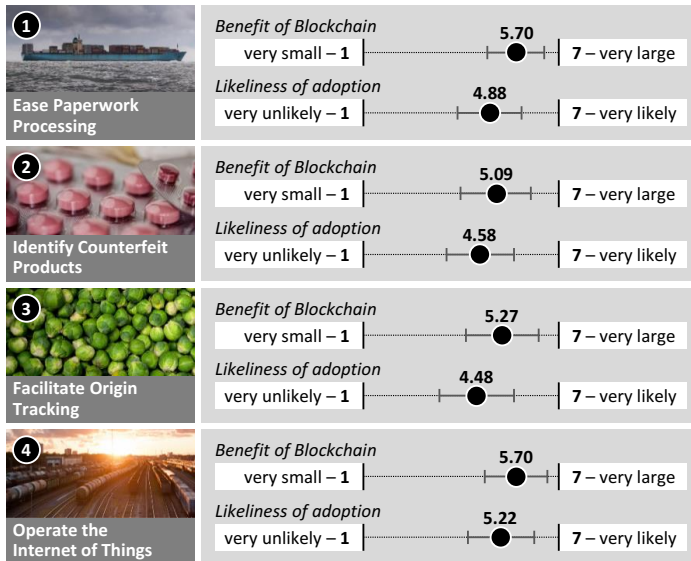 1
Ease Paperwork
Processing
Benefit of Blockchain
5.70
very small – 1
7 – very large
Likeliness of adoption
4.88
very unlikely – 1
7 – very likely
2
Identify Counterfeit
Products
Benefit of Blockchain
5.09
very small – 1
7 – very large
Likeliness of adoption
4.58
very unlikely – 1
7 – very likely
3
Facilitate Origin
Tracking
Benefit of Blockchain
5.27
very small – 1
7 – very large
Likeliness of adoption
4.48
very unlikely – 1
7 – very likely
4
Operate the
Internet of Things
Benefit of Blockchain
5.70
very small – 1
7 – very large
Likeliness of adoption
5.22
very unlikely – 1
7 – very likely